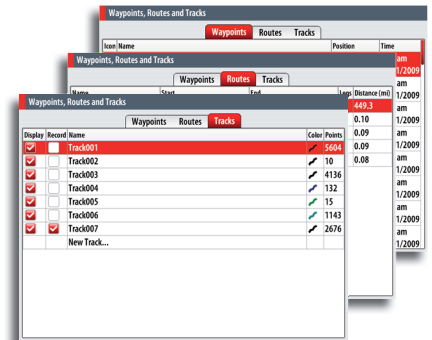 Waypoints, Routes and Tracks
Waypoints Routes Tracks
Icon Name Position Time
am
1/2009
am
1/2009
am
1/2009
am
1/2009
am
1/2009
am
1/2009
am
1/2009
am
1/2009
Waypoints, Routes and Tracks
Waypoints Routes Tracks
Name Start End Legs Distance (mi)
449.3
0.10
0.09
0.09
0.08
Waypoints, Routes and Tracks
Waypoints Routes Tracks
Display Record Name Color Points
Track001 5604
Track002 10
Track003 4136
Track004 132
Track005 15
Track006 1143
Track007 2676
New Track...